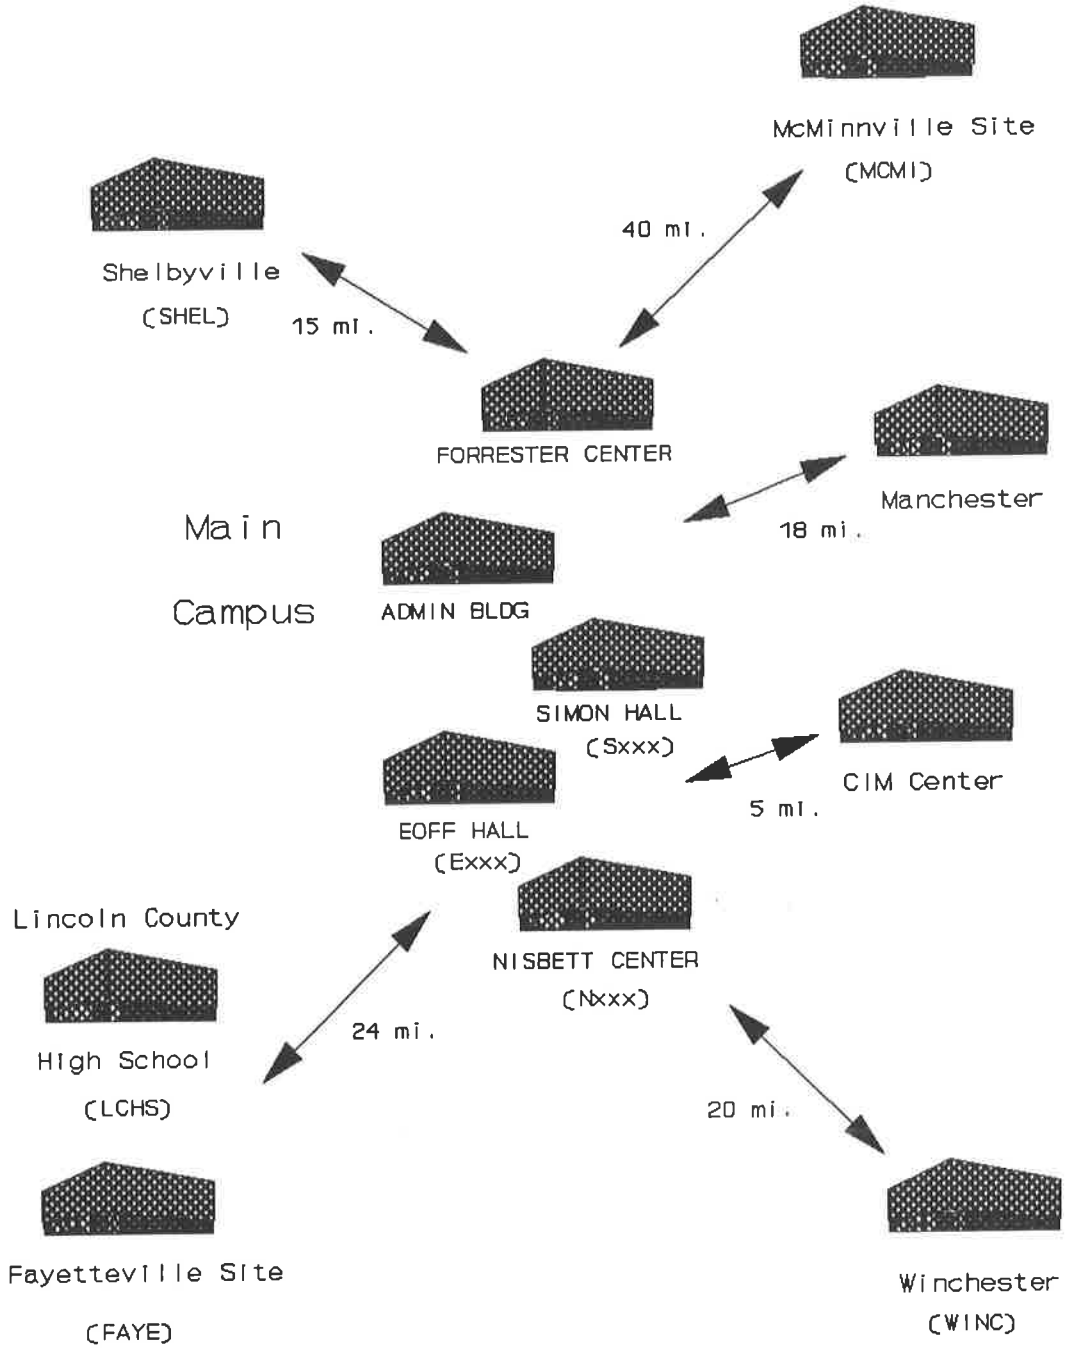 McMinnville Site
(MCMI)
40 mi.
Shelbyville
(SHEL)
15 mi.
FORRESTER CENTER
Manchester
18 mi.
Main
Campus
ADMIN BLDG
SIMON HALL
(Sxxx)
CIM Center
5 mi.
EOFF HALL
(Exxx)
Lincoln County
High School
(LCHS)
24 mi.
NISBETT CENTER
(Nxxx)
20 mi.
Fayetteville Site
(FAYE)
Winchester
(WINC)